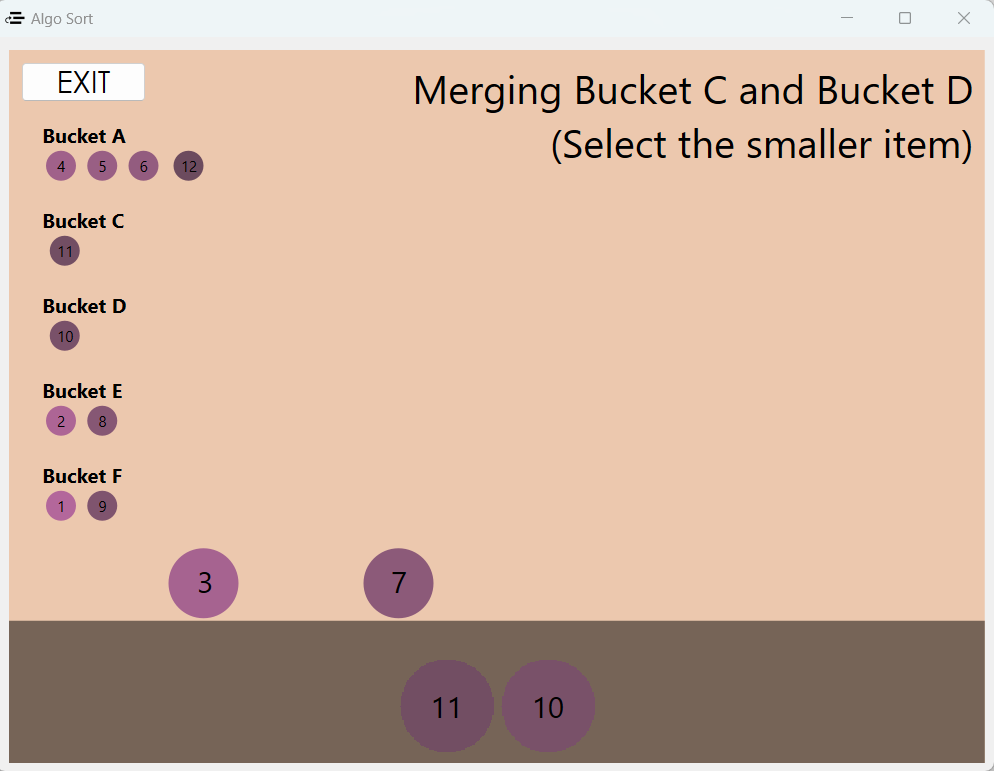 Algo Sort
EXIT
Merging Bucket C and Bucket D
(Select the smaller item)
Bucket A
4 5 6 12
Bucket C
11
Bucket D
10
Bucket E
2 8
Bucket F
1 9
3 7
11 10